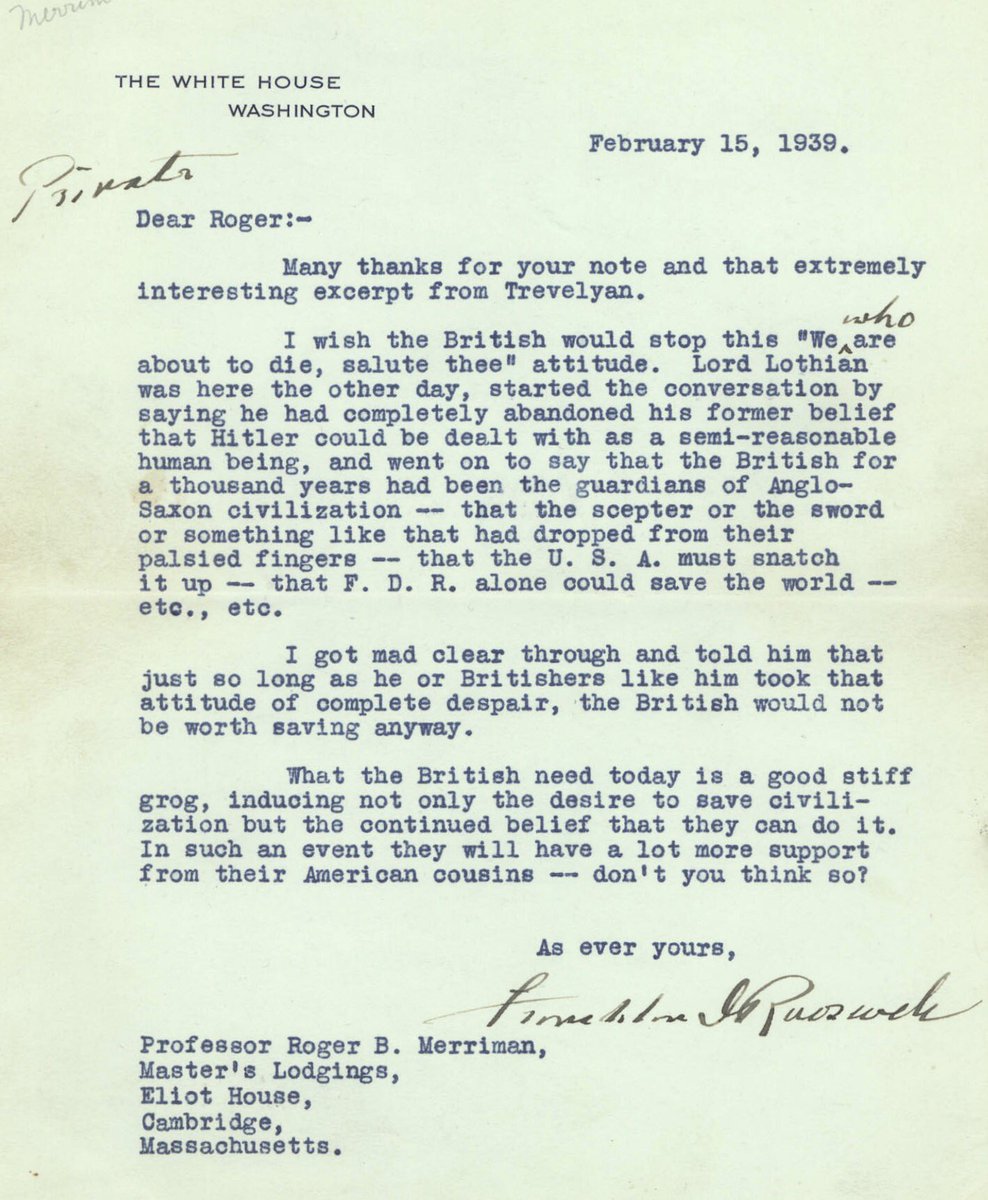 Merrim
THE WHITE HOUSE
WASHINGTON
February 15, 1939.
Private
Dear Roger:-
Many thanks for your note and that extremely
interesting excerpt from Trevelyan.
I wish the British would stop this "We who are
about to die, salute thee" attitude. Lord Lothian
was here the other day, started the conversation by
saying he had completely abandoned his former belief
that Hitler could be dealt with as a semi-reasonable
human being, and went on to say that the British for
a thousand years had been the guardians of Anglo-
Saxon civilization -- that the scepter or the sword
or something like that had dropped from their
palsied fingers -- that the U. S. A. must snatch
it up -- that F. D. R. alone could save the world --
etc., etc.
I got mad clear through and told him that
just so long as he or Britishers like him took that
attitude of complete despair, the British would not
be worth saving anyway.
What the British need today is a good stiff
grog, inducing not only the desire to save civili-
zation but the continued belief that they can do it.
In such an event they will have a lot more support
from their American cousins -- don't you think so?
As ever yours,
Franklin D Roosevelt
Professor Roger B. Merriman,
Master's Lodgings,
Eliot House,
Cambridge,
Massachusetts.